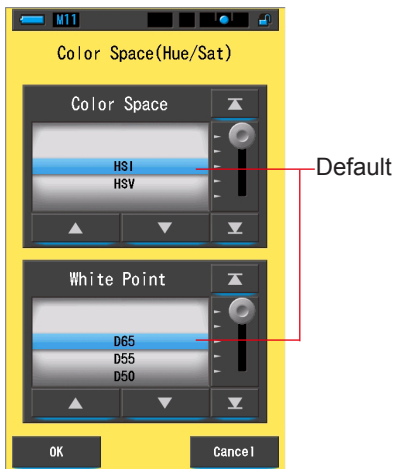 M11
Color Space(Hue/Sat)
Color Space
HSI
HSV
Default
White Point
D65
D55
D50
OK
Cancel